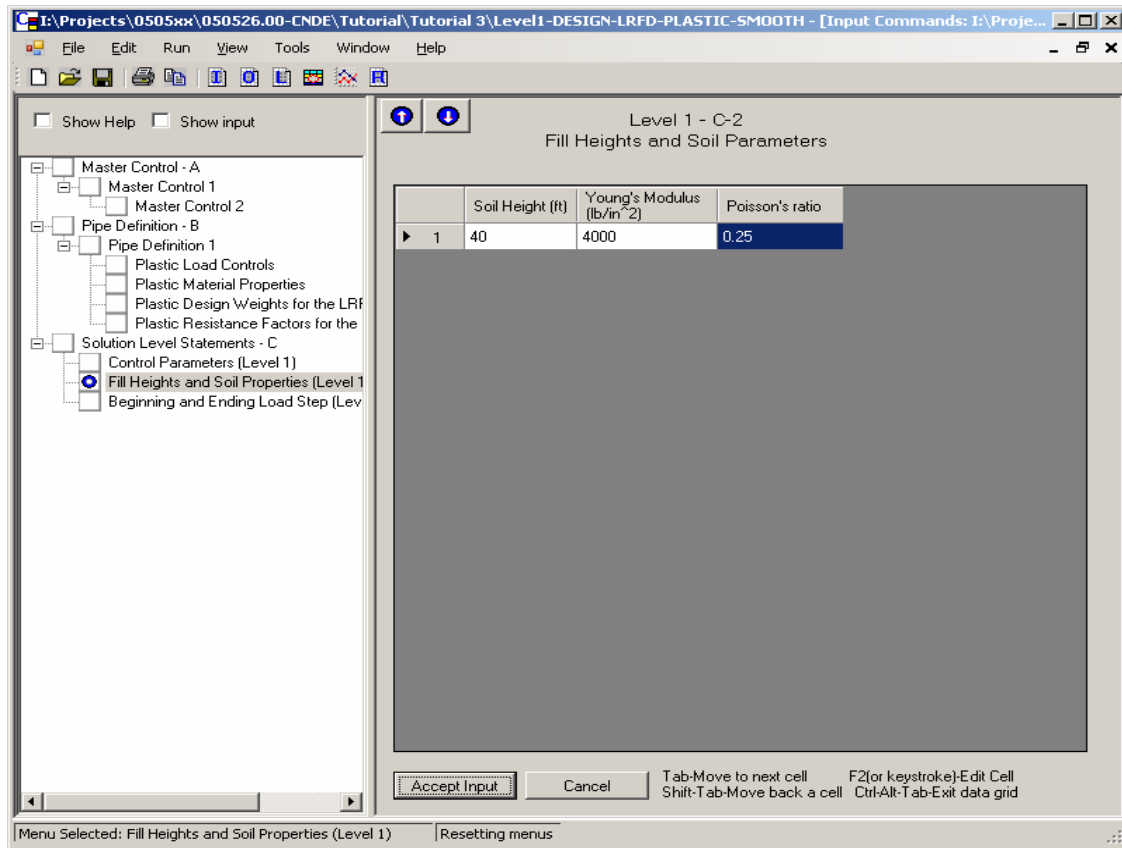 I:\Projects\0505xx\050526.00-CNDE\Tutorial\Tutorial 3\Level1-DESIGN-LRFD-PLASTIC-SMOOTH - [Input Commands: I:\Proje...
File Edit Run View Tools Window Help
Show Help Show input
Master Control - A
Master Control 1
Master Control 2
Pipe Definition - B
Pipe Definition 1
Plastic Load Controls
Plastic Material Properties
Plastic Design Weights for the LRF
Plastic Resistance Factors for the
Solution Level Statements - C
Control Parameters (Level 1)
Fill Heights and Soil Properties (Level 1
Beginning and Ending Load Step (Lev
Level 1 - C-2
Fill Heights and Soil Parameters
Soil Height (ft) Young's Modulus (lb/in^2) Poisson's ratio
1 40 4000 0.25
Accept Input Cancel
Tab-Move to next cell F2(or keystroke)-Edit Cell
Shift-Tab-Move back a cell Ctrl-Alt-Tab-Exit data grid
Menu Selected: Fill Heights and Soil Properties (Level 1) Resetting menus